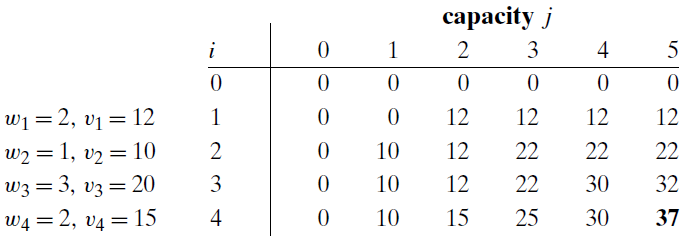 capacity j
i 0 1 2 3 4 5
0 0 0 0 0 0 0
w₁ = 2, v₁ = 12 1 0 0 12 12 12 12
w₂ = 1, v₂ = 10 2 0 10 12 22 22 22
w₃ = 3, v₃ = 20 3 0 10 12 22 30 32
w₄ = 2, v₄ = 15 4 0 10 15 25 30 37